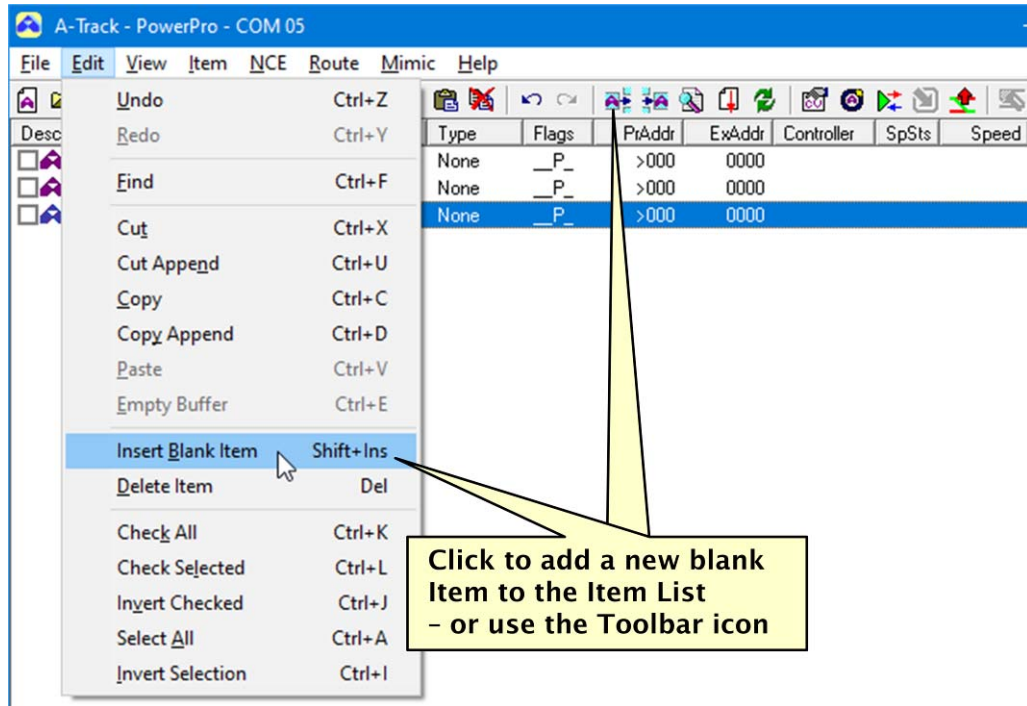 A-Track - PowerPro - COM 05
File Edit View Item NCE Route Mimic Help
Desc Type Flags PrAddr ExAddr Controller SpSts Speed
None __P_ >000 0000
None __P_ >000 0000
None __P_ >000 0000
Undo Ctrl+Z
Redo Ctrl+Y
Find Ctrl+F
Cut Ctrl+X
Cut Append Ctrl+U
Copy Ctrl+C
Copy Append Ctrl+D
Paste Ctrl+V
Empty Buffer Ctrl+E
Insert Blank Item Shift+Ins
Delete Item Del
Check All Ctrl+K
Check Selected Ctrl+L
Invert Checked Ctrl+J
Select All Ctrl+A
Invert Selection Ctrl+I
Click to add a new blank
Item to the Item List
– or use the Toolbar icon